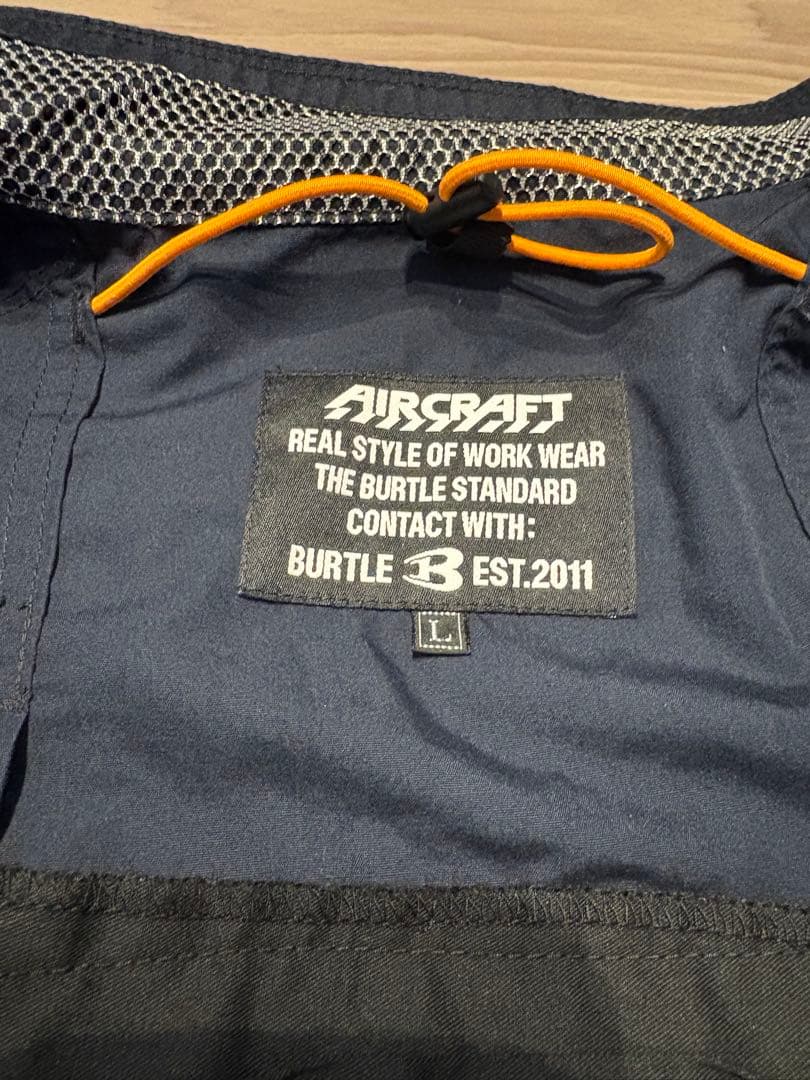 AIRCRAFT
REAL STYLE OF WORK WEAR
THE BURTLE STANDARD
CONTACT WITH:
BURTLE B EST.2011
L